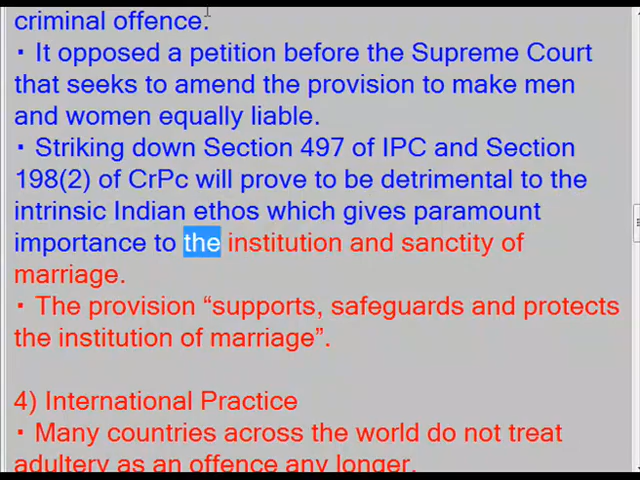 criminal offence.
· It opposed a petition before the Supreme Court
that seeks to amend the provision to make men
and women equally liable.
· Striking down Section 497 of IPC and Section
198(2) of CrPc will prove to be detrimental to the
intrinsic Indian ethos which gives paramount
importance to the institution and sanctity of
marriage.
· The provision “supports, safeguards and protects
the institution of marriage”.
4) International Practice
· Many countries across the world do not treat
adultery as an offence any longer.